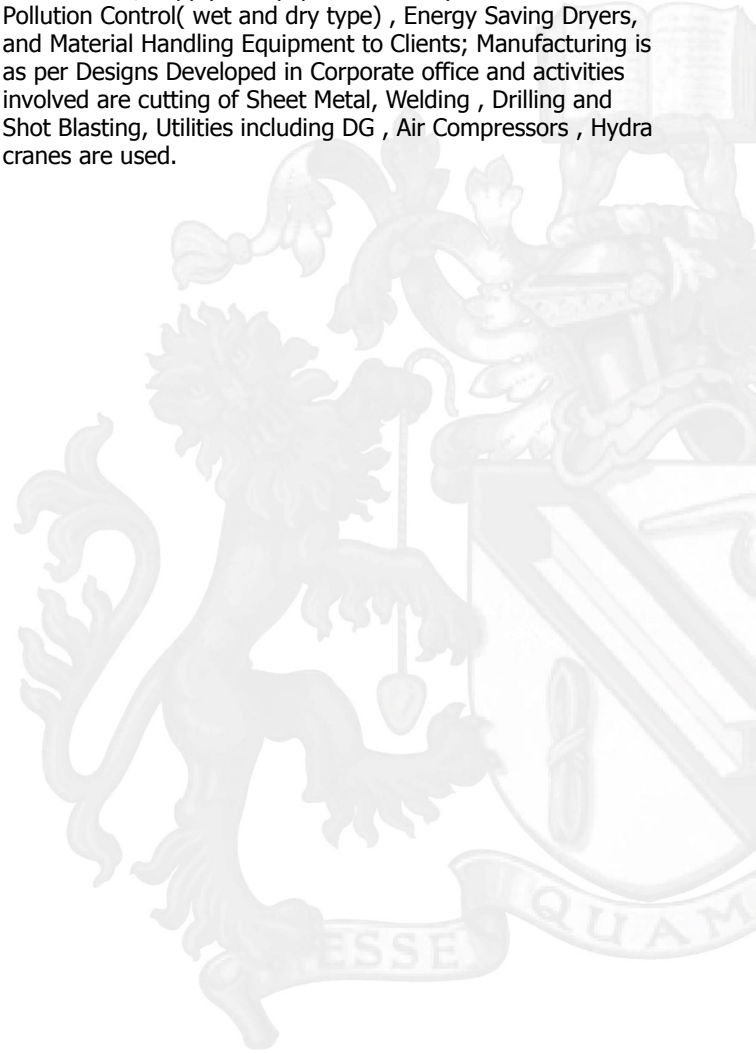 Pollution Control( wet and dry type) , Energy Saving Dryers,
and Material Handling Equipment to Clients; Manufacturing is
as per Designs Developed in Corporate office and activities
involved are cutting of Sheet Metal, Welding , Drilling and
Shot Blasting, Utilities including DG , Air Compressors , Hydra
cranes are used.
ESSE
QUAM